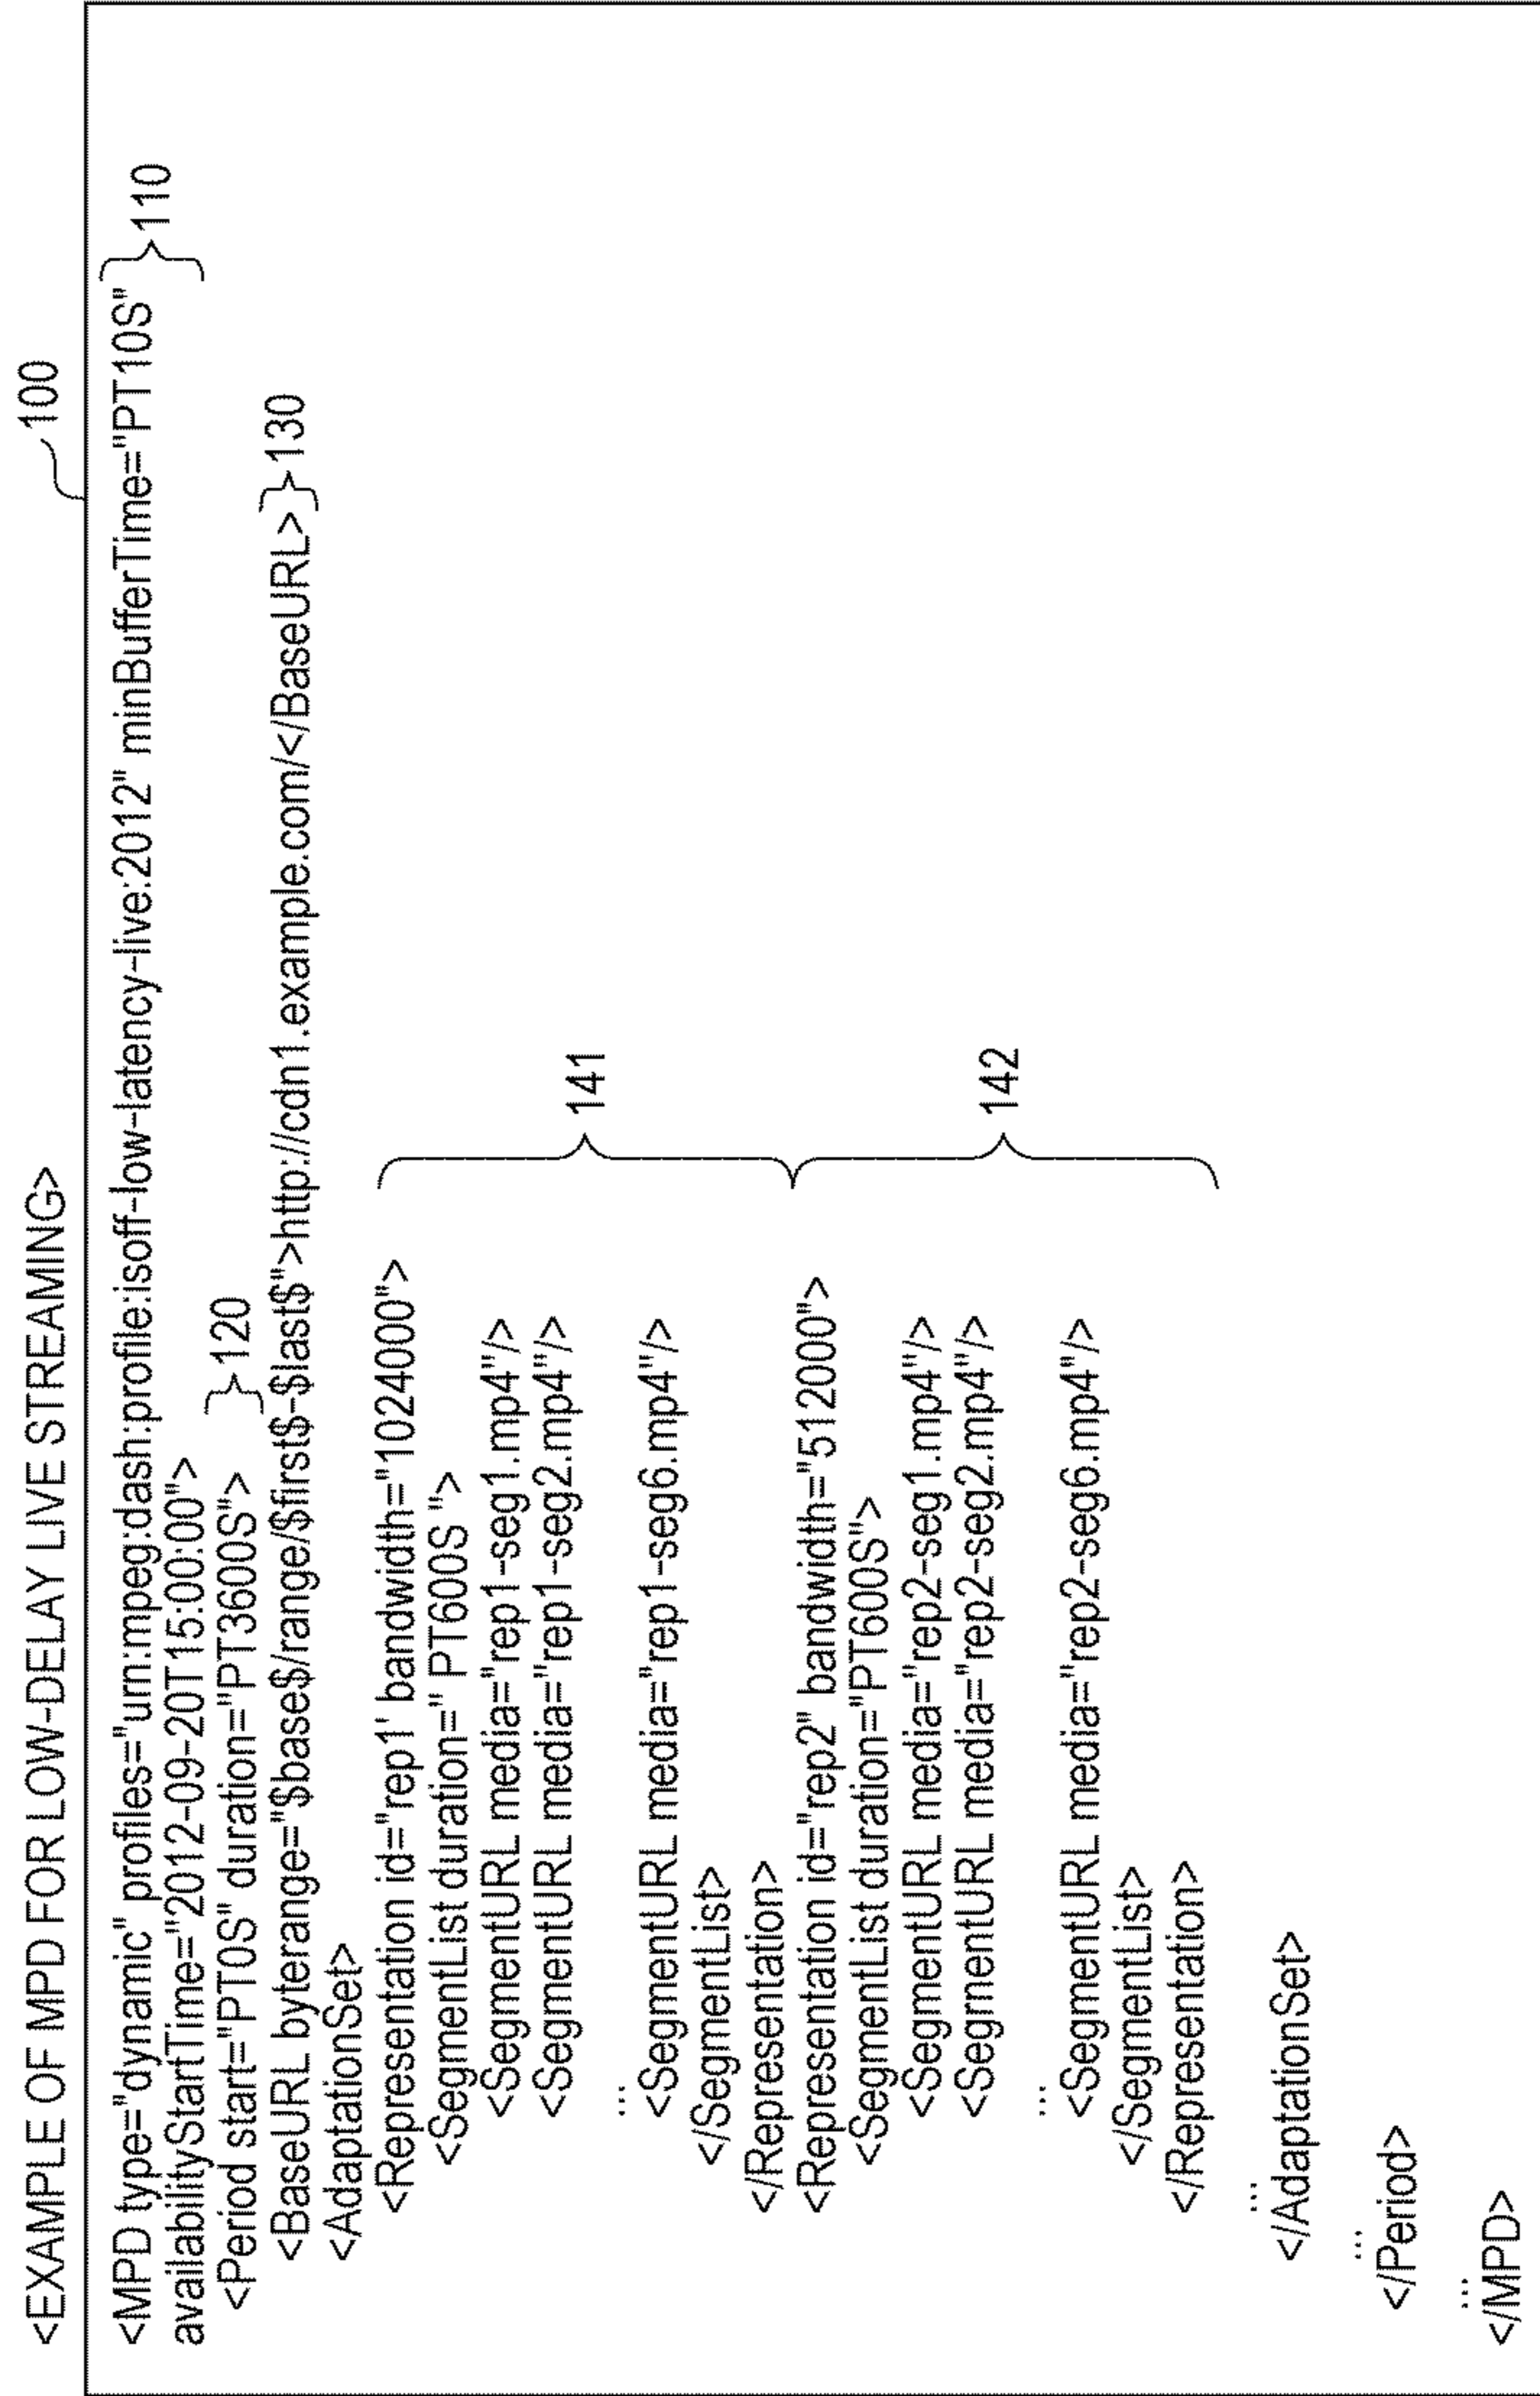 <EXAMPLE OF MPD FOR LOW-DELAY LIVE STREAMING>
100
<MPD type="dynamic" profiles="urn:mpeg:dash:profile:isoff-low-latency-live:2012" minBufferTime="PT10S"
availabilityStartTime="2012-09-20T15:00:00">
110
<Period start="PT0S" duration="PT3600S">
120
<BaseURL byterange="$base$/range/$first$-$last$">http://cdn1.example.com/</BaseURL>
130
<AdaptationSet>
<Representation id="rep1' bandwidth="1024000">
<SegmentList duration=" PT600S ">
<SegmentURL media="rep1-seg1.mp4"/>
<SegmentURL media="rep1-seg2.mp4"/>
...
<SegmentURL media="rep1-seg6.mp4"/>
</SegmentList>
</Representation>
141
<Representation id="rep2" bandwidth="512000">
<SegmentList duration="PT600S">
<SegmentURL media="rep2-seg1.mp4"/>
<SegmentURL media="rep2-seg2.mp4"/>
...
<SegmentURL media="rep2-seg6.mp4"/>
</SegmentList>
</Representation>
142
...
</AdaptationSet>
...
</Period>
...
</MPD>